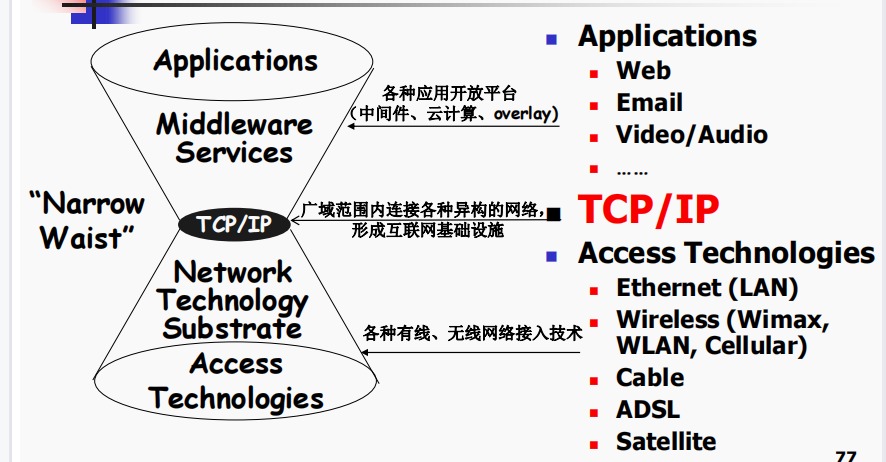 Applications
Middleware
Services
"Narrow
Waist"
TCP/IP
Network
Technology
Substrate
Access
Technologies
各种应用开放平台
（中间件、云计算、overlay)
广域范围内连接各种异构的网络，
形成互联网基础设施
各种有线、无线网络接入技术
Applications
Web
Email
Video/Audio
……
TCP/IP
Access Technologies
Ethernet (LAN)
Wireless (Wimax,
WLAN, Cellular)
Cable
ADSL
Satellite
77